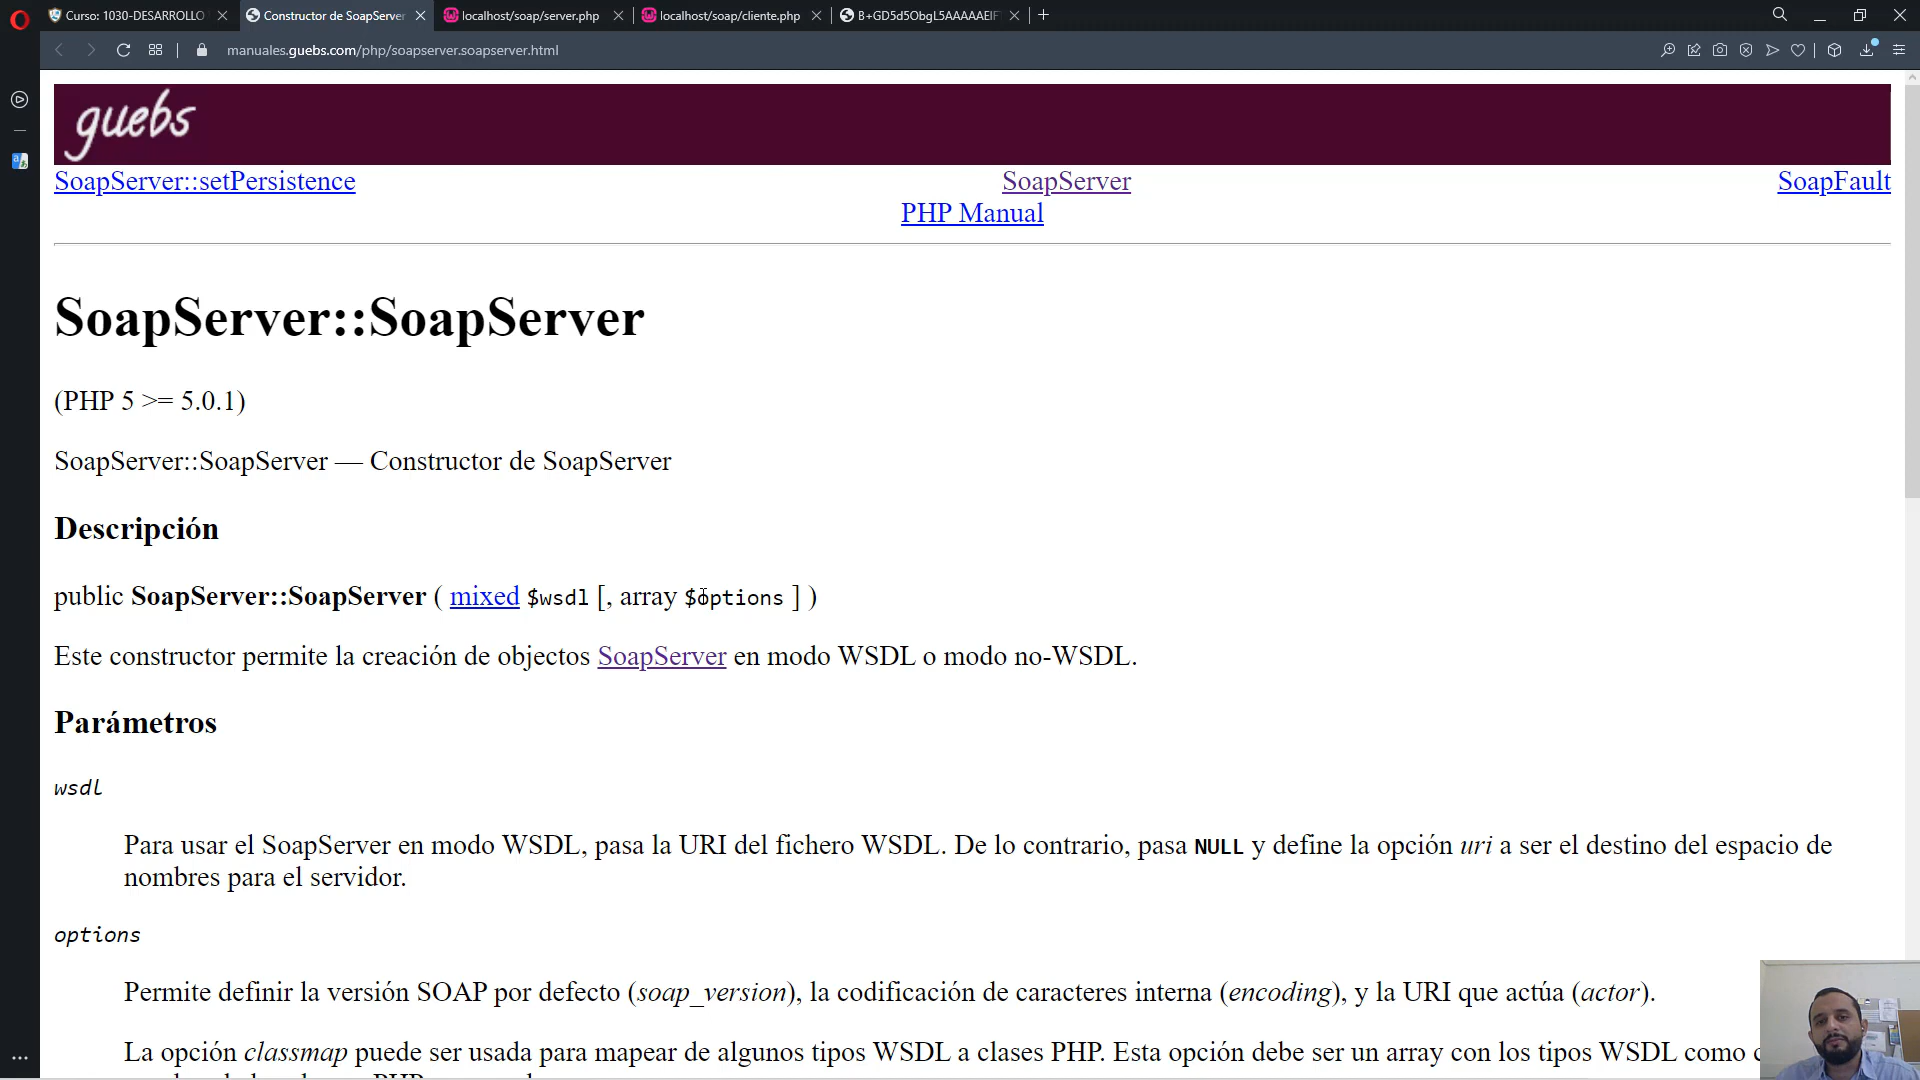 Curso: 1030-DESARROLLO
Constructor de SoapServer
localhost/soap/server.php
localhost/soap/cliente.php
manuales.guebs.com/php/soapserver.soapserver.html
guebs
SoapServer::setPersistence
SoapServer
SoapFault
PHP Manual
SoapServer::SoapServer
(PHP 5 >= 5.0.1)
SoapServer::SoapServer — Constructor de SoapServer
Descripción
public SoapServer::SoapServer ( mixed $wsdl [, array $options ] )
Este constructor permite la creación de objectos SoapServer en modo WSDL o modo no-WSDL.
Parámetros
wsdl
Para usar el SoapServer en modo WSDL, pasa la URI del fichero WSDL. De lo contrario, pasa NULL y define la opción uri a ser el destino del espacio de
nombres para el servidor.
options
Permite definir la versión SOAP por defecto (soap_version), la codificación de caracteres interna (encoding), y la URI que actúa (actor).
La opción classmap puede ser usada para mapear de algunos tipos WSDL a clases PHP. Esta opción debe ser un array con los tipos WSDL como